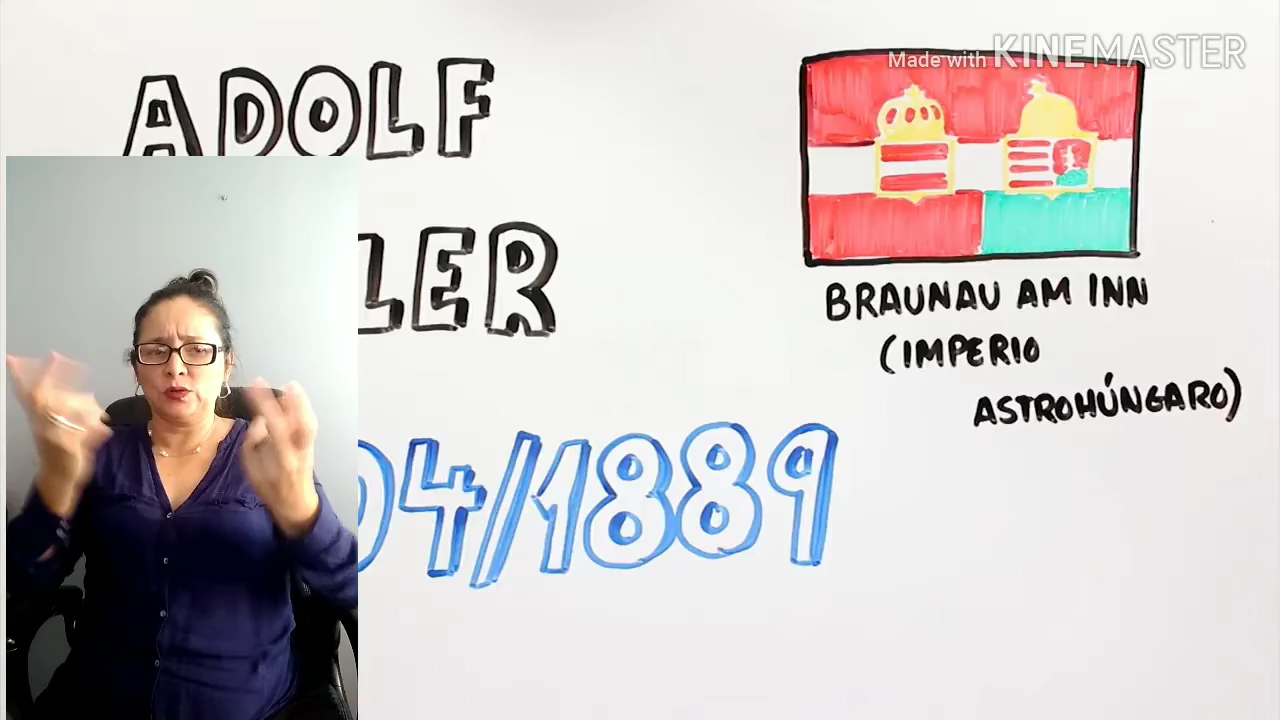 Made with KINEMASTER
ADOLF
LER
BRAUNAU AM INN
(IMPERIO
ASTROHÚNGARO)
04/1889